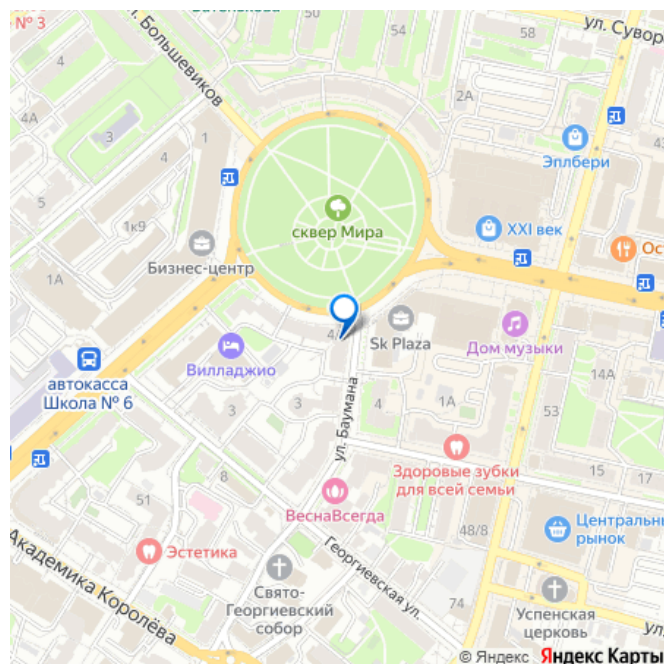 № 3
50
54
ул. Суворо
л. Большевиков
4
58
2А
4А
3
1
Эплбери
5
1к9
сквер Мира
XXI век
Бизнес-центр
1А
Ост
4/
Sk Plaza
Дом музыки
Вилладжио
автокасса
Школа № 6
14А
3
3
4
1А
53
ул. Баумана
8
Здоровые зубки
для всей семьи
15
17
51
ВеснаВсегда
Эстетика
48/8
Центральны
рынок
Академика Королёва
Георгиевская ул.
Свято-
Георгиевский
собор
74
Успенская
церковь
ул.
© Яндекс Яндекс Карты